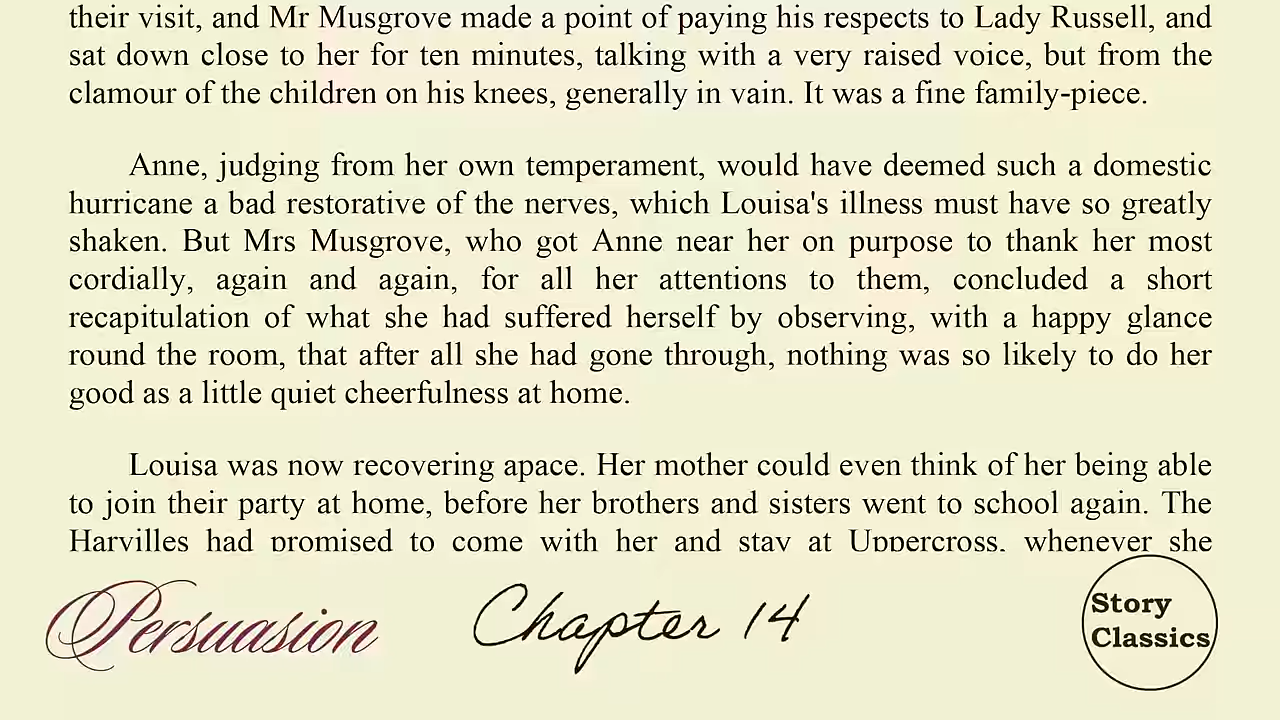 their visit, and Mr Musgrove made a point of paying his respects to Lady Russell, and
sat down close to her for ten minutes, talking with a very raised voice, but from the
clamour of the children on his knees, generally in vain. It was a fine family-piece.
Anne, judging from her own temperament, would have deemed such a domestic
hurricane a bad restorative of the nerves, which Louisa's illness must have so greatly
shaken. But Mrs Musgrove, who got Anne near her on purpose to thank her most
cordially, again and again, for all her attentions to them, concluded a short
recapitulation of what she had suffered herself by observing, with a happy glance
round the room, that after all she had gone through, nothing was so likely to do her
good as a little quiet cheerfulness at home.
Louisa was now recovering apace. Her mother could even think of her being able
to join their party at home, before her brothers and sisters went to school again. The
Harvilles had promised to come with her and stay at Uppercross, whenever she
Persuasion
Chapter 14
Story
Classics